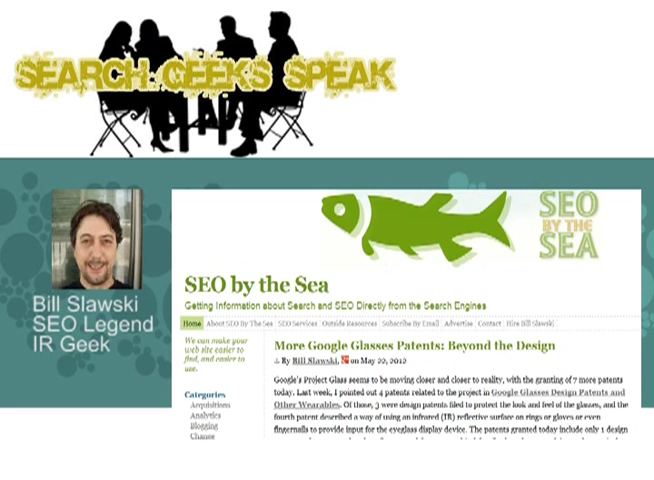 SEARCH GEEKS SPEAK
SEO
BY THE
SEA
SEO by the Sea
Getting Information about Search and SEO Directly from the Search Engines
Home About SEO By The Sea SEO Services Outside Resources Subscribe By Email Advertise Contact Hire Bill Slawski
Bill Slawski
SEO Legend
IR Geek
We can make your
web site easier to
find, and easier to
use.
Categories
Acquisitions
Analytics
Blogging
Chance
More Google Glasses Patents: Beyond the Design
By Bill Slawski, on May 22, 2012
Google's Project Glass seems to be moving closer and closer to reality, with the granting of 7 more patents
today. Last week, I pointed out 4 patents related to the project in Google Glasses Design Patents and
Other Wearables. Of those, 3 were design patents filed to protect the look and feel of the glasses, and the
fourth patent described a way of using an infrared (IR) reflective surface on rings or gloves or even
fingernails to provide input for the eyeglass display device. The patents granted today include only 1 design